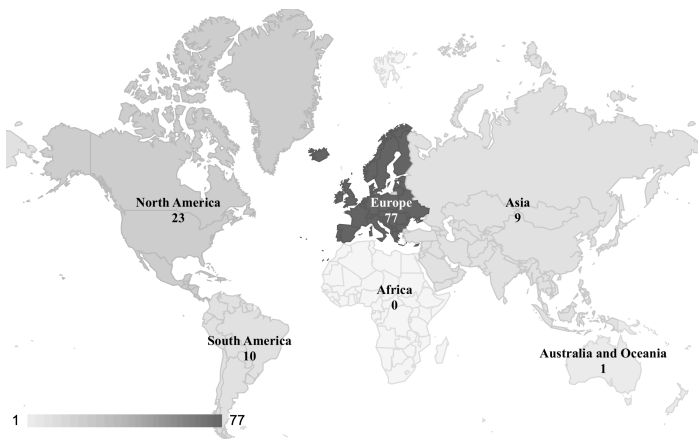 North America
23
Europe
77
Asia
9
Africa
0
South America
10
Australia and Oceania
1
1 77